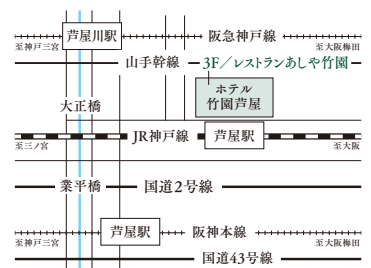 芦屋川駅
阪急神戸線
至神戸三宮
至大阪梅田
山手幹線
3F／レストランあしや竹園
ホテル
竹園芦屋
大正橋
JR神戸線
芦屋駅
至三ノ宮
至大阪
業平橋
国道2号線
芦屋駅
阪神本線
至神戸三宮
至大阪梅田
国道43号線